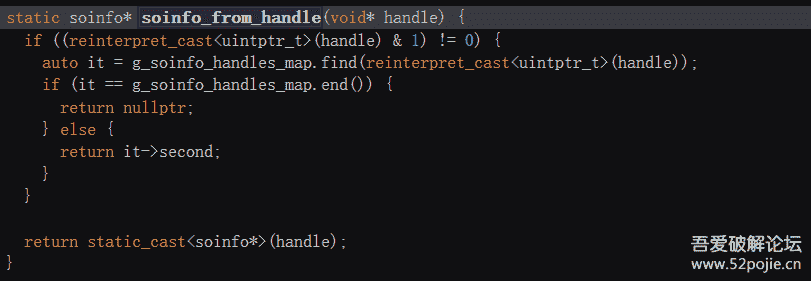 static soinfo* soinfo_from_handle(void* handle) {
  if ((reinterpret_cast<uintptr_t>(handle) & 1) != 0) {
    auto it = g_soinfo_handles_map.find(reinterpret_cast<uintptr_t>(handle));
    if (it == g_soinfo_handles_map.end()) {
      return nullptr;
    } else {
      return it->second;
    }
  }
  return static_cast<soinfo*>(handle);
}
吾爱破解论坛
www.52pojie.cn